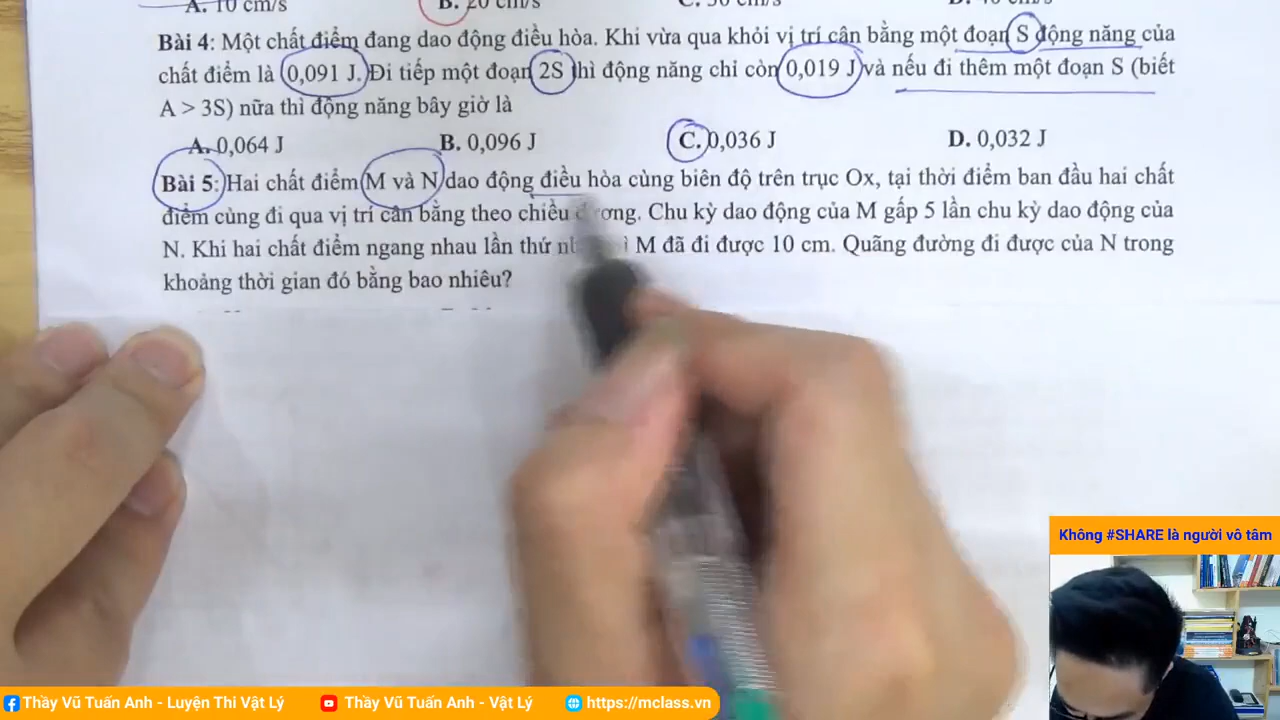 A. 10 cm/s B. 20 cm/s C. 30 cm/s D. 40 cm/s
Bài 4: Một chất điểm đang dao động điều hòa. Khi vừa qua khỏi vị trí cân bằng một đoạn S động năng của
chất điểm là 0,091 J. Đi tiếp một đoạn 2S thì động năng chỉ còn 0,019 J và nếu đi thêm một đoạn S (biết
A > 3S) nữa thì động năng bây giờ là
A. 0,064 J B. 0,096 J C. 0,036 J D. 0,032 J
Bài 5: Hai chất điểm M và N dao động điều hòa cùng biên độ trên trục Ox, tại thời điểm ban đầu hai chất
điểm cùng đi qua vị trí cân bằng theo chiều dương. Chu kỳ dao động của M gấp 5 lần chu kỳ dao động của
N. Khi hai chất điểm ngang nhau lần thứ M đã đi được 10 cm. Quãng đường đi được của N trong
khoảng thời gian đó bằng bao nhiêu?
Không #SHARE là người vô tâm
Thầy Vũ Tuấn Anh - Luyện Thi Vật Lý Thầy Vũ Tuấn Anh - Vật Lý https://mclass.vn